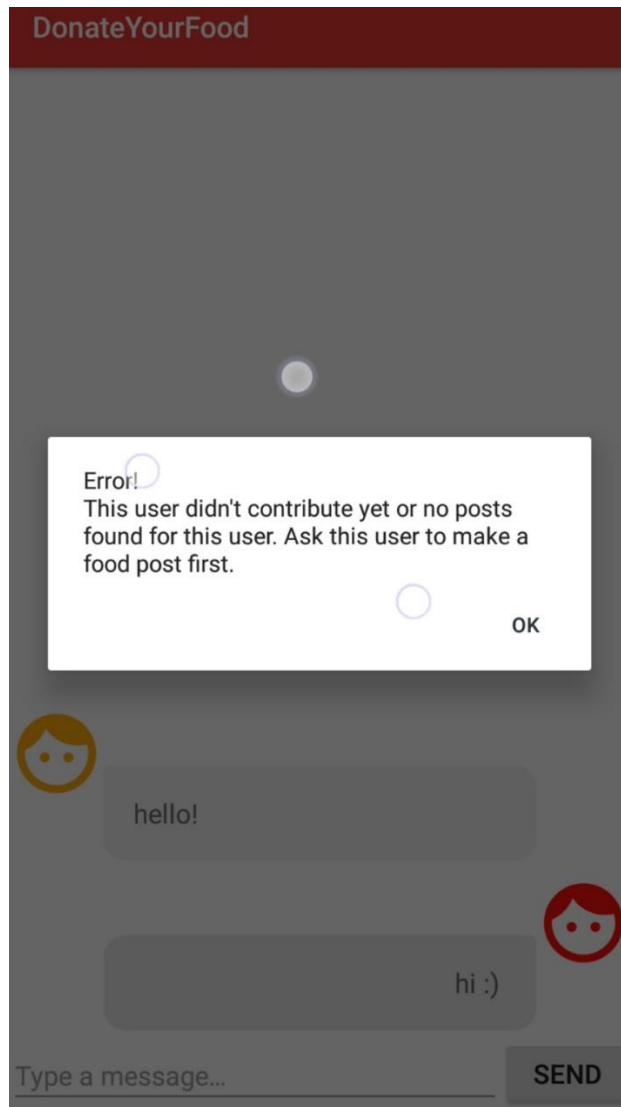 DonateYourFood
Error!
This user didn't contribute yet or no posts
found for this user. Ask this user to make a
food post first.
OK
hello!
hi :)
Type a message...
SEND